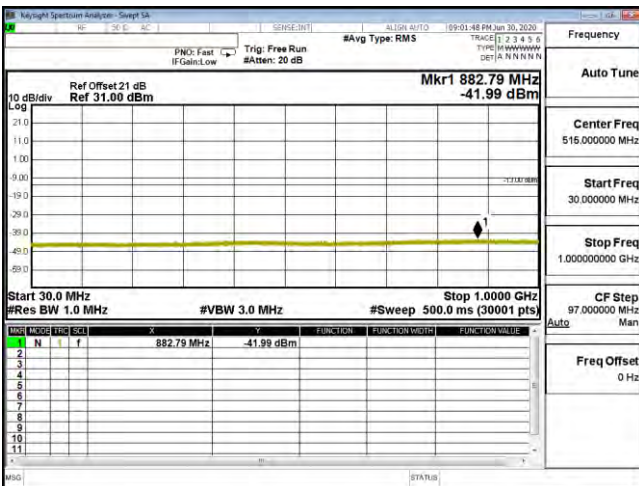 Keysight Spectrum Analyzer - Swept SA
RF 50 Ω AC SENSE:INT ALIGN AUTO 09:01:48 PM Jun 30, 2020
#Avg Type: RMS TRACE 1 2 3 4 5 6
PNO: Fast Trig: Free Run TYPE M WWWWW
IFGain:Low #Atten: 20 dB DET A N N N N N
Mkr1 882.79 MHz
-41.99 dBm
Ref Offset 21 dB
10 dB/div Ref 31.00 dBm
Log
21.0
11.0
1.00
-9.00
-13.00 dBm
-19.0
-29.0
-39.0
-49.0
-59.0
1
Start 30.0 MHz Stop 1.0000 GHz
#Res BW 1.0 MHz #VBW 3.0 MHz #Sweep 500.0 ms (30001 pts)
MKR MODE TRC SCL X Y FUNCTION FUNCTION WIDTH FUNCTION VALUE
1 N 1 f 882.79 MHz -41.99 dBm
2
3
4
5
6
7
8
9
10
11
MSG STATUS
Frequency
Auto Tune
Center Freq
515.000000 MHz
Start Freq
30.000000 MHz
Stop Freq
1.000000000 GHz
CF Step
97.000000 MHz
Auto Man
Freq Offset
0 Hz